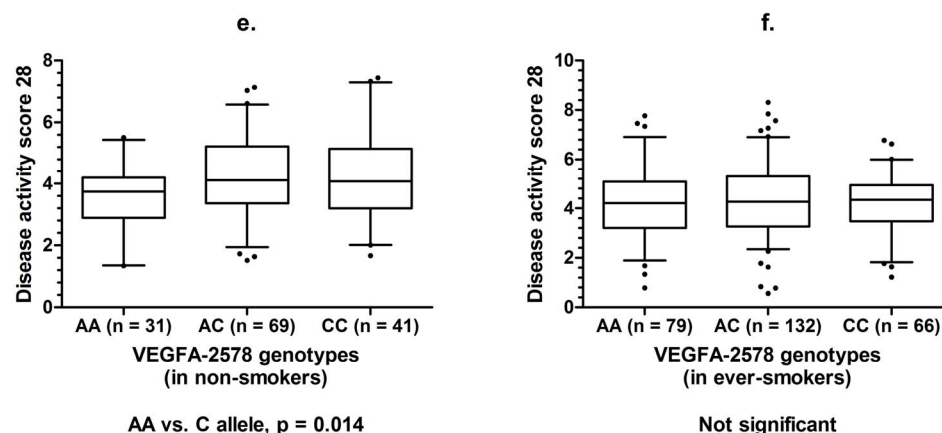 e.
Disease activity score 28
8
6
4
2
0
AA (n = 31) AC (n = 69) CC (n = 41)
VEGFA-2578 genotypes
(in non-smokers)
AA vs. C allele, p = 0.014
f.
Disease activity score 28
10
8
6
4
2
0
AA (n = 79) AC (n = 132) CC (n = 66)
VEGFA-2578 genotypes
(in ever-smokers)
Not significant